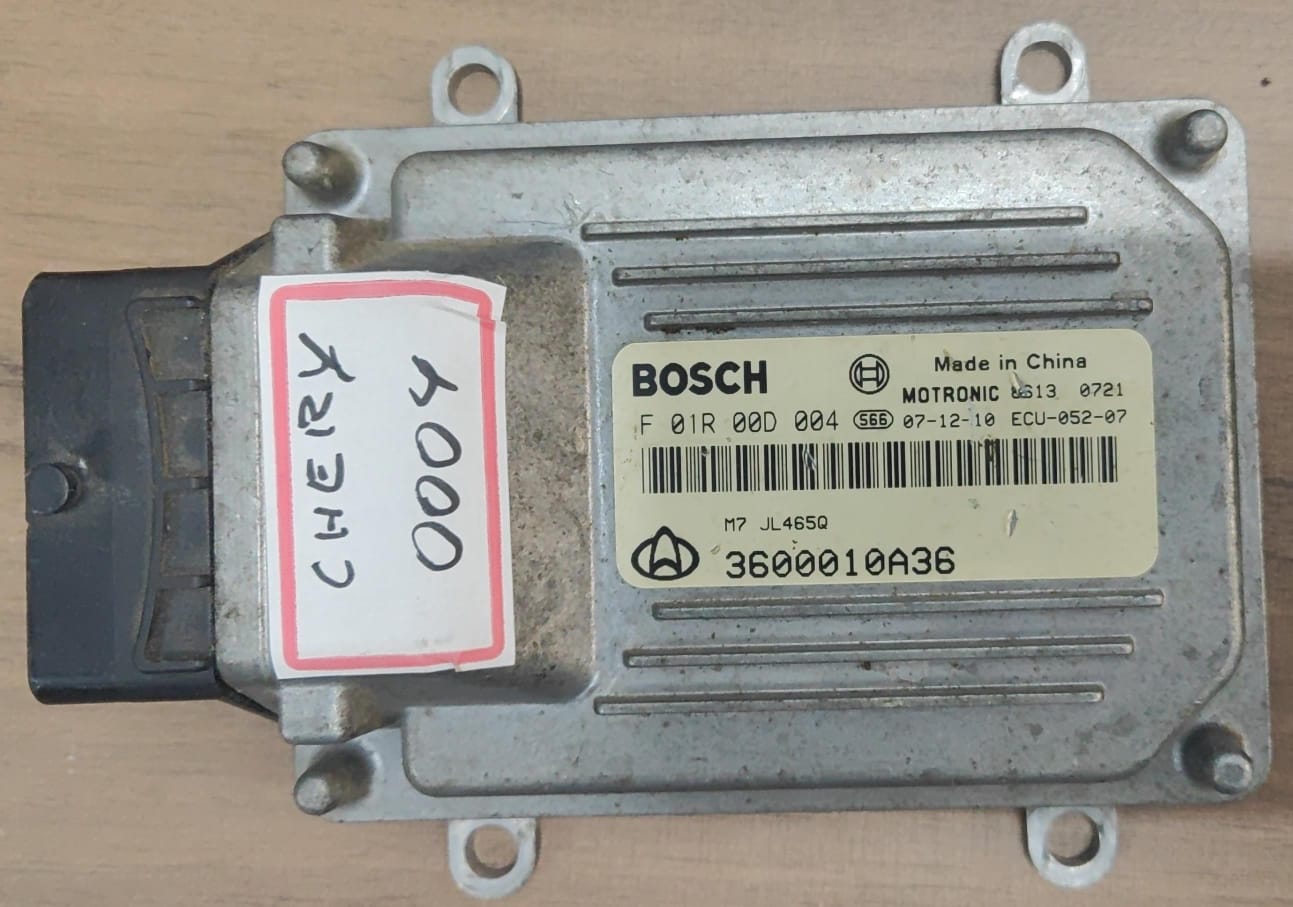 CHERY
0004
BOSCH
Made in China
MOTRONIC 0721
F 01R 00D 004 S66 07-12-10 ECU-052-07
M7 JL465Q
3600010A36